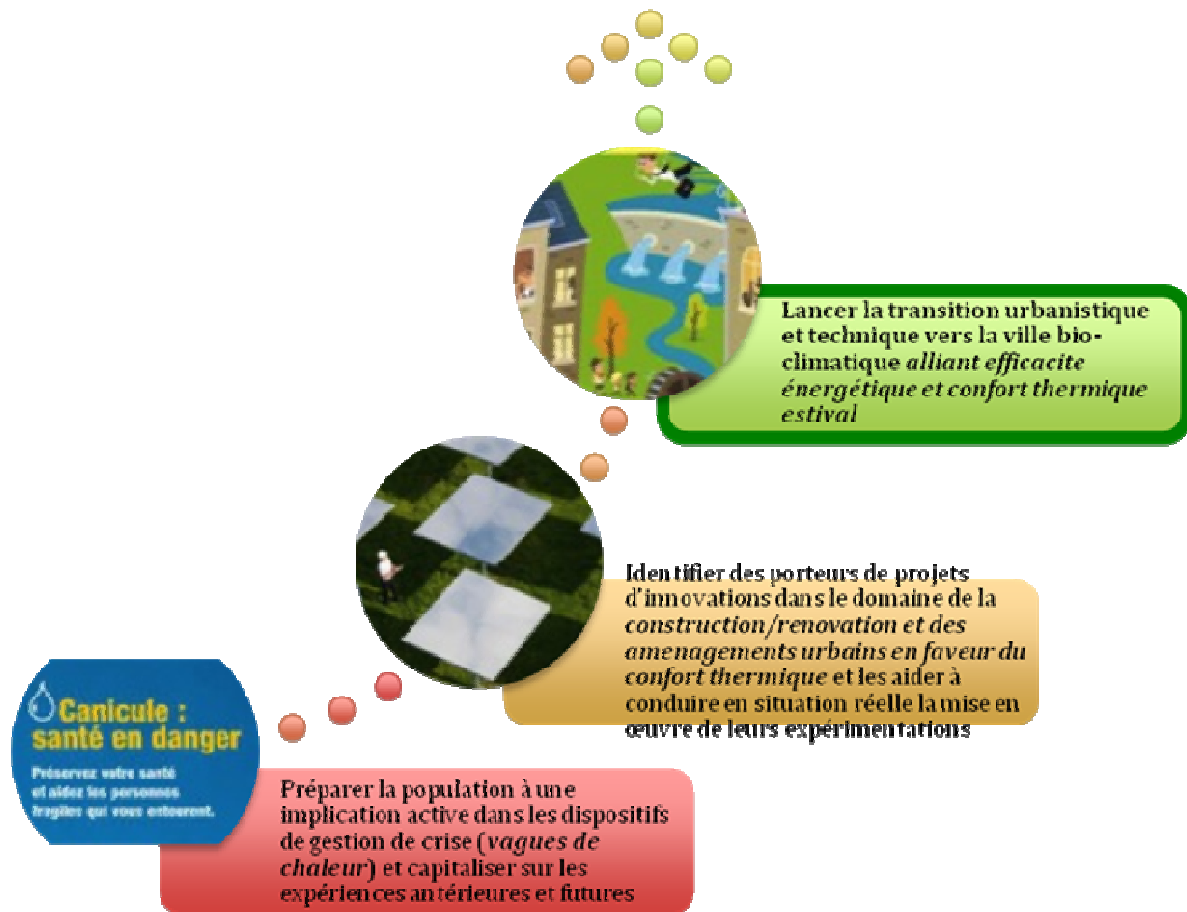 Lancer la transition urbanistique
et technique vers la ville bio-
climatique alliant efficacite
énergétique et confort thermique
estival
Identifier des porteurs de projets
d'innovations dans le domaine de la
construction/renovation et des
amenagements urbains en faveur du
confort thermique et les aider à
conduire en situation réelle la mise en
œuvre de leurs expérimentations
Canicule :
santé en danger
Préservez votre santé
et aidez les personnes
fragiles qui vous entourent.
Préparer la population à une
implication active dans les dispositifs
de gestion de crise (vagues de
chaleur) et capitaliser sur les
expériences antérieures et futures